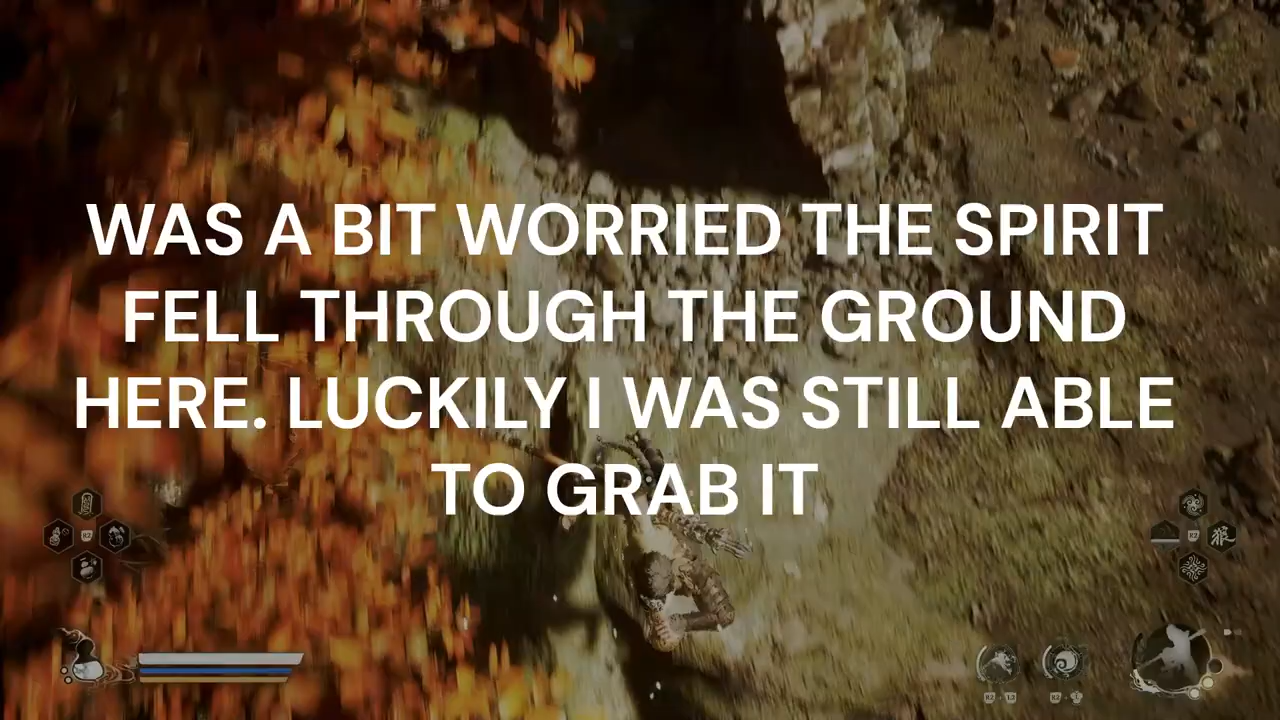 WAS A BIT WORRIED THE SPIRIT
FELL THROUGH THE GROUND
HERE. LUCKILY I WAS STILL ABLE
TO GRAB IT